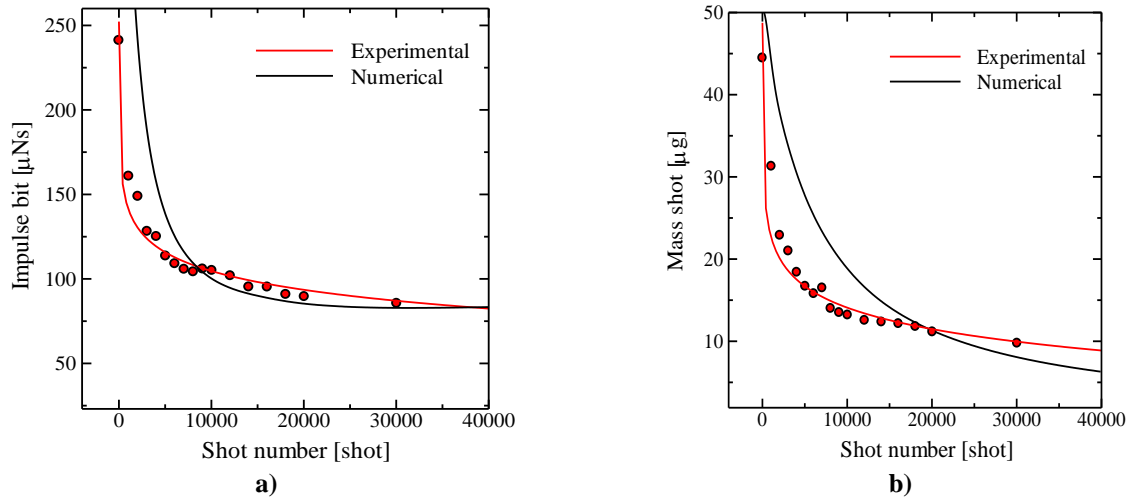 250
200
150
100
50
Impulse bit [μNs]
Experimental
Numerical
0 10000 20000 30000 40000
Shot number [shot]
a)
50
40
30
20
10
Mass shot [μg]
Experimental
Numerical
0 10000 20000 30000 40000
Shot number [shot]
b)